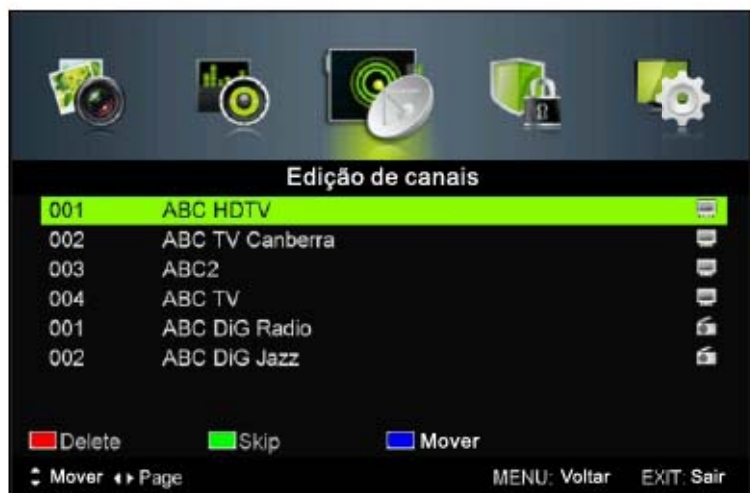 Edição de canais
001 ABC HDTV
002 ABC TV Canberra
003 ABC2
004 ABC TV
001 ABC DiG Radio
002 ABC DiG Jazz
Delete Skip Mover
Mover Page MENU: Voltar EXIT: Sair